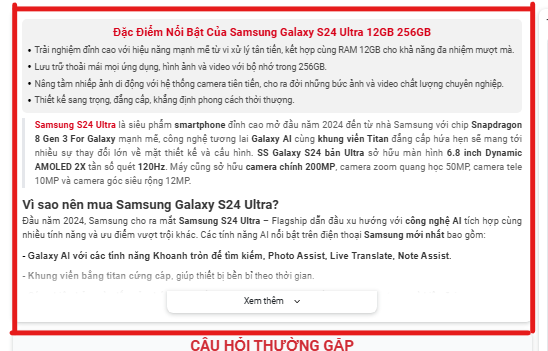 Đặc Điểm Nổi Bật Của Samsung Galaxy S24 Ultra 12GB 256GB
• Trải nghiệm đỉnh cao với hiệu năng mạnh mẽ từ vi xử lý tân tiến, kết hợp cùng RAM 12GB cho khả năng đa nhiệm mượt mà.
• Lưu trữ thoải mái mọi ứng dụng, hình ảnh và video với bộ nhớ trong 256GB.
• Nâng tầm nhiếp ảnh di động với hệ thống camera tiên tiến, cho ra đời những bức ảnh và video chất lượng chuyên nghiệp.
• Thiết kế sang trọng, đẳng cấp, khẳng định phong cách thời thượng.
Samsung S24 Ultra là siêu phẩm smartphone đỉnh cao mở đầu năm 2024 đến từ nhà Samsung với chip Snapdragon
8 Gen 3 For Galaxy mạnh mẽ, công nghệ tương lai Galaxy AI cùng khung viền Titan đẳng cấp hứa hẹn sẽ mang tới
nhiều sự thay đổi lớn về mặt thiết kế và cấu hình. SS Galaxy S24 bản Ultra sở hữu màn hình 6.8 inch Dynamic
AMOLED 2X tần số quét 120Hz. Máy cũng sở hữu camera chính 200MP, camera zoom quang học 50MP, camera tele
10MP và camera góc siêu rộng 12MP.
Vì sao nên mua Samsung Galaxy S24 Ultra?
Đầu năm 2024, Samsung cho ra mắt Samsung S24 Ultra – Flagship dẫn đầu xu hướng với công nghệ AI tích hợp cùng
nhiều tính năng và ưu điểm vượt trội khác. Các tính năng AI nổi bật trên điện thoại Samsung mới nhất bao gồm:
- Galaxy AI với các tính năng Khoanh tròn để tìm kiếm, Photo Assist, Live Translate, Note Assist.
- Khung viền bằng titan cứng cáp, giúp thiết bị bền bỉ theo thời gian.
Xem thêm
CÂU HỎI THƯỜNG GẶP